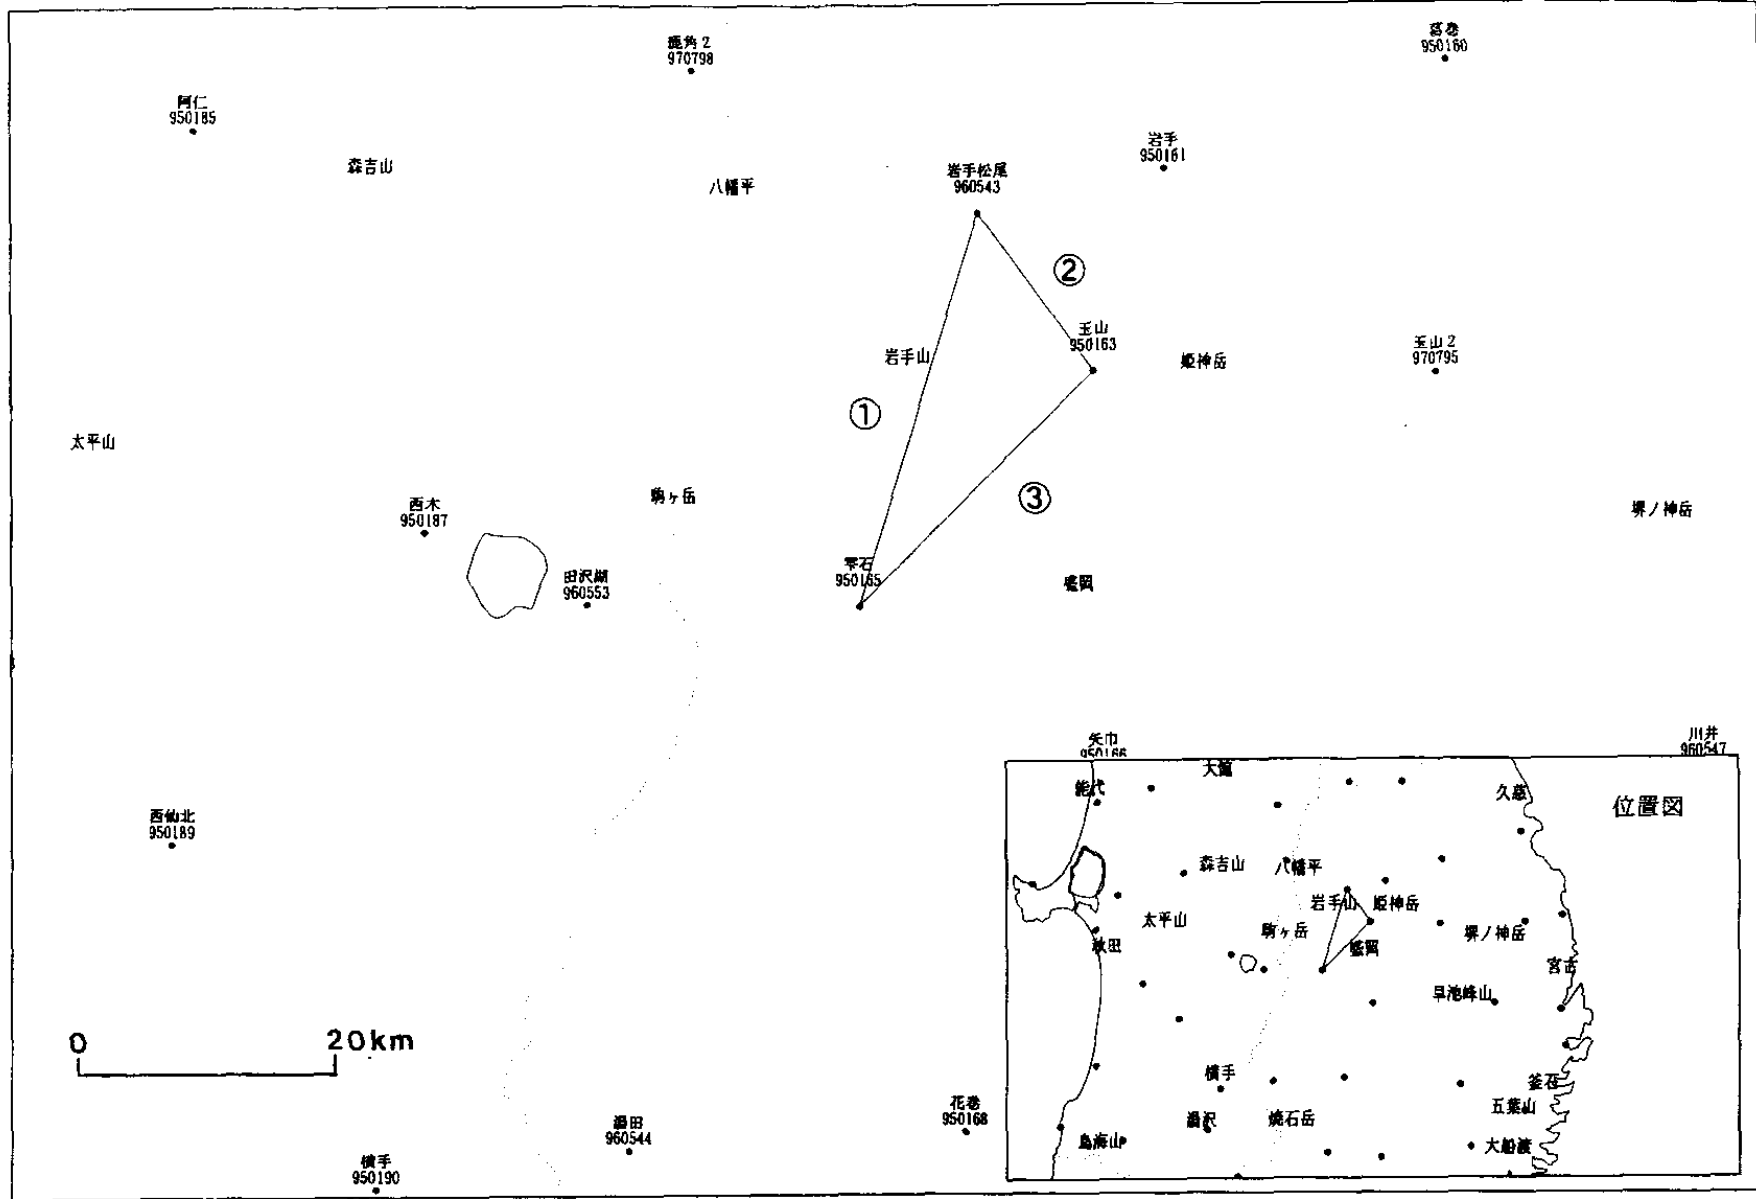 鹿角2
970798
葛巻
950160
阿仁
950185
森吉山
八幡平
岩手松尾
960543
岩手
950161
②
玉山
950163
岩手山
姫神岳
玉山2
970795
①
太平山
駒ヶ岳
③
西木
950187
堺ノ神岳
田沢湖
960553
雫石
950165
盛岡
矢巾
950166
川井
960547
西仙北
950189
0
20km
湯田
960544
花巻
950168
横手
950190
位置図
大館
能代
久慈
森吉山
八幡平
岩手山
姫神岳
太平山
駒ヶ岳
堺ノ神岳
秋田
盛岡
宮古
早池峰山
横手
釜石
五葉山
湯沢
焼石岳
鳥海山
大船渡